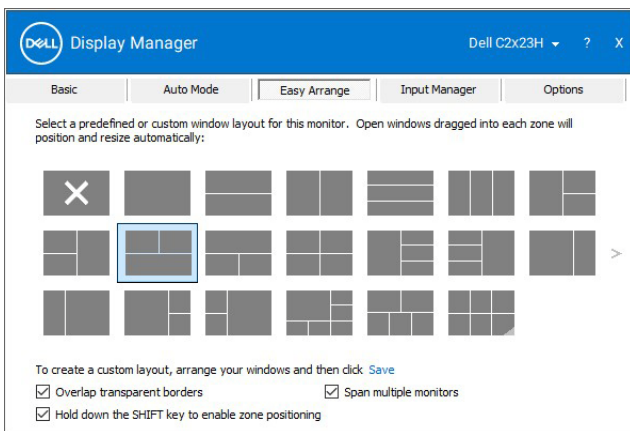 DELL Display Manager Dell C2x23H ? X
Basic Auto Mode Easy Arrange Input Manager Options
Select a predefined or custom window layout for this monitor. Open windows dragged into each zone will
position and resize automatically:
>
To create a custom layout, arrange your windows and then click Save
Overlap transparent borders Span multiple monitors
Hold down the SHIFT key to enable zone positioning